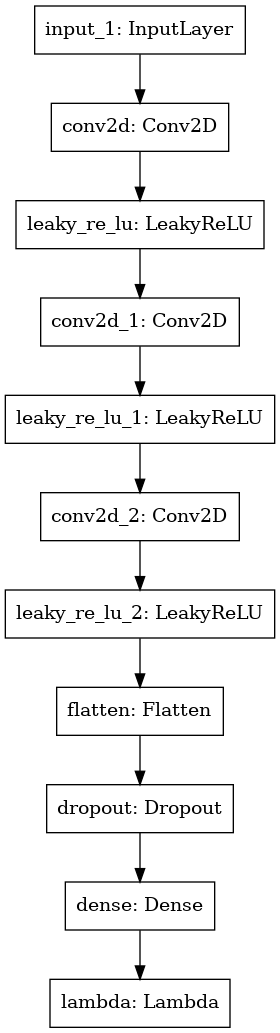 input_1: InputLayer
conv2d: Conv2D
leaky_re_lu: LeakyReLU
conv2d_1: Conv2D
leaky_re_lu_1: LeakyReLU
conv2d_2: Conv2D
leaky_re_lu_2: LeakyReLU
flatten: Flatten
dropout: Dropout
dense: Dense
lambda: Lambda